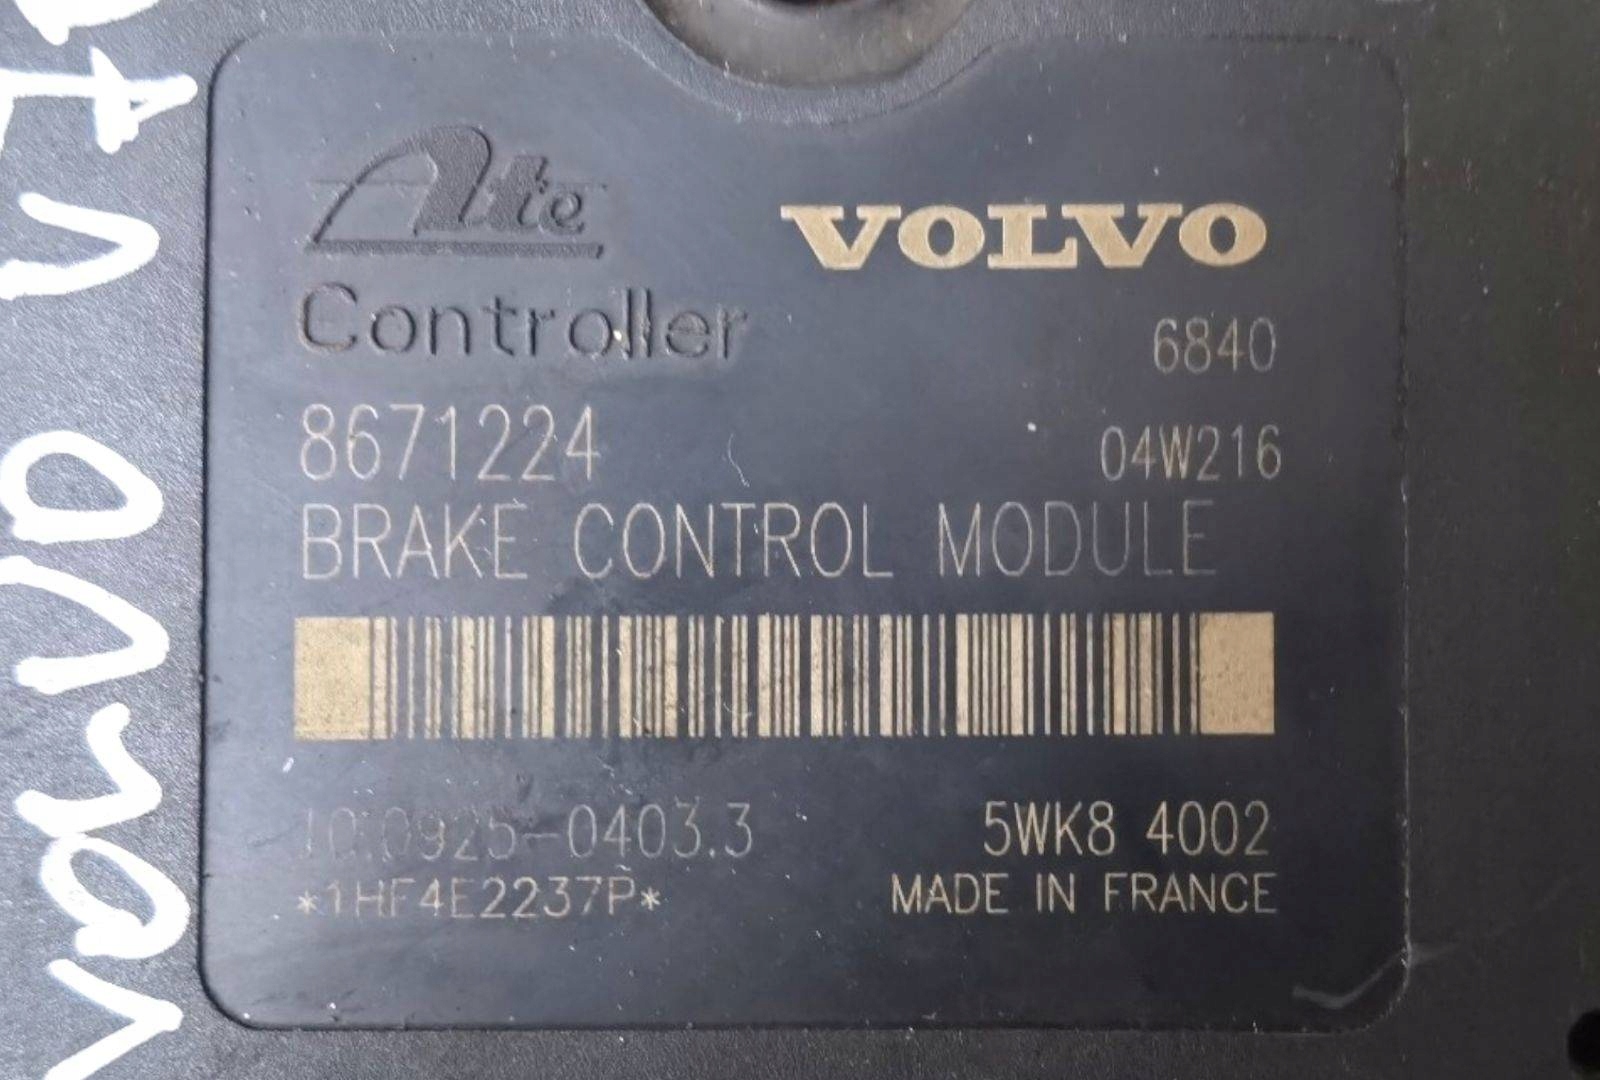 Ate
VOLVO
Controller
6840
8671224
04W216
BRAKE CONTROL MODULE
10.0925-0403.3
5WK8 4002
*1HF4E2237P*
MADE IN FRANCE